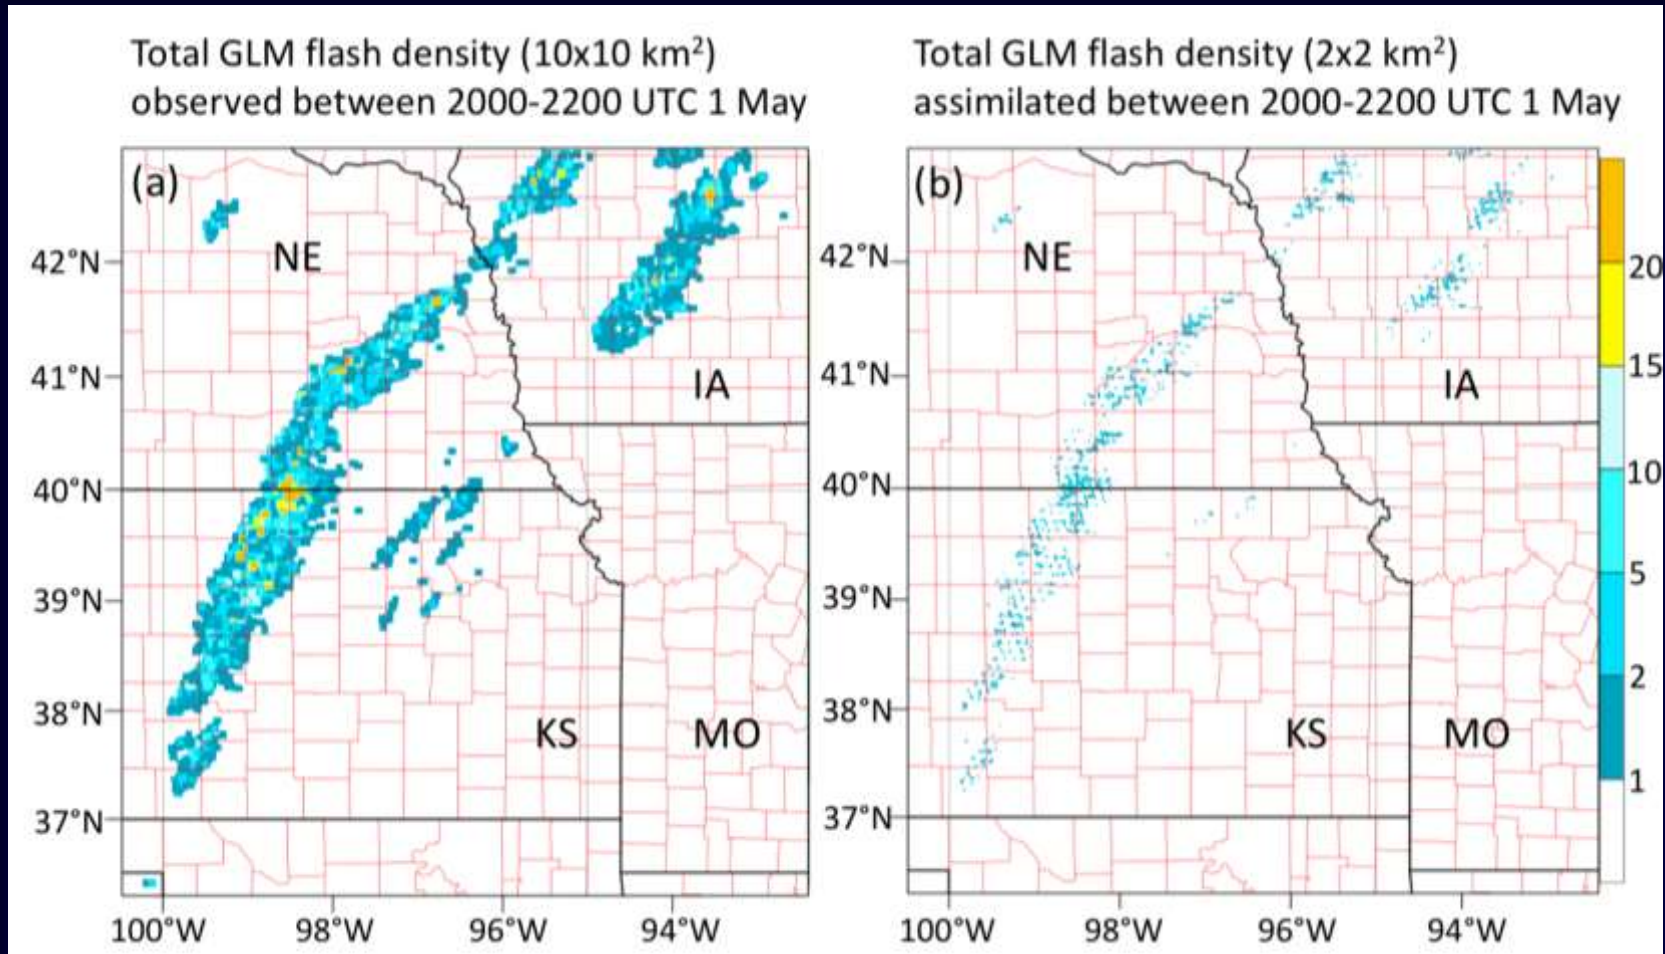 Total GLM flash density (10x10 km²)
observed between 2000-2200 UTC 1 May
Total GLM flash density (2x2 km²)
assimilated between 2000-2200 UTC 1 May
(a)
NE
IA
KS
MO
42°N
41°N
40°N
39°N
38°N
37°N
100°W
98°W
96°W
94°W
(b)
NE
IA
KS
MO
42°N
41°N
40°N
39°N
38°N
37°N
100°W
98°W
96°W
94°W
20
15
10
5
2
1